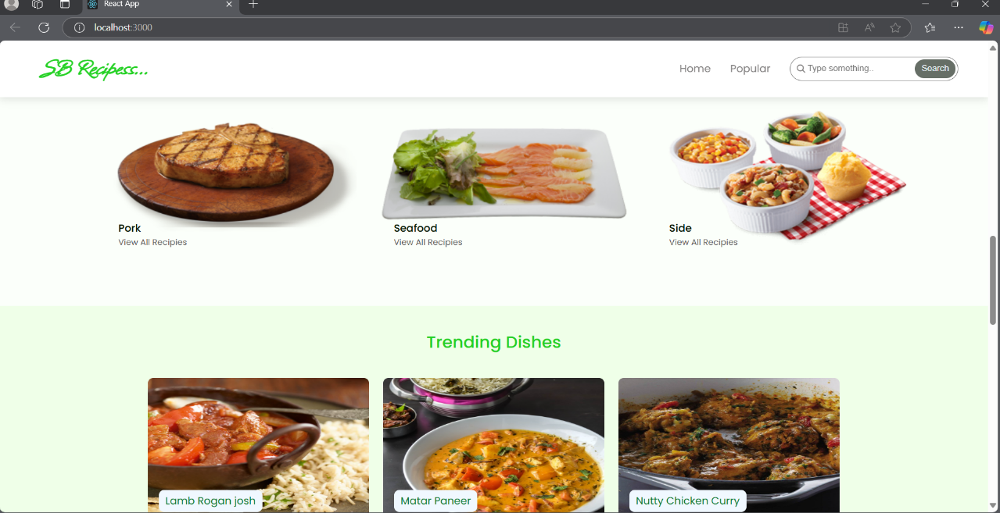 React App
localhost:3000
SB Recipess...
Home Popular Type something.. Search
Pork Seafood Side
View All Recipies View All Recipies View All Recipies
Trending Dishes
Lamb Rogan josh Matar Paneer Nutty Chicken Curry